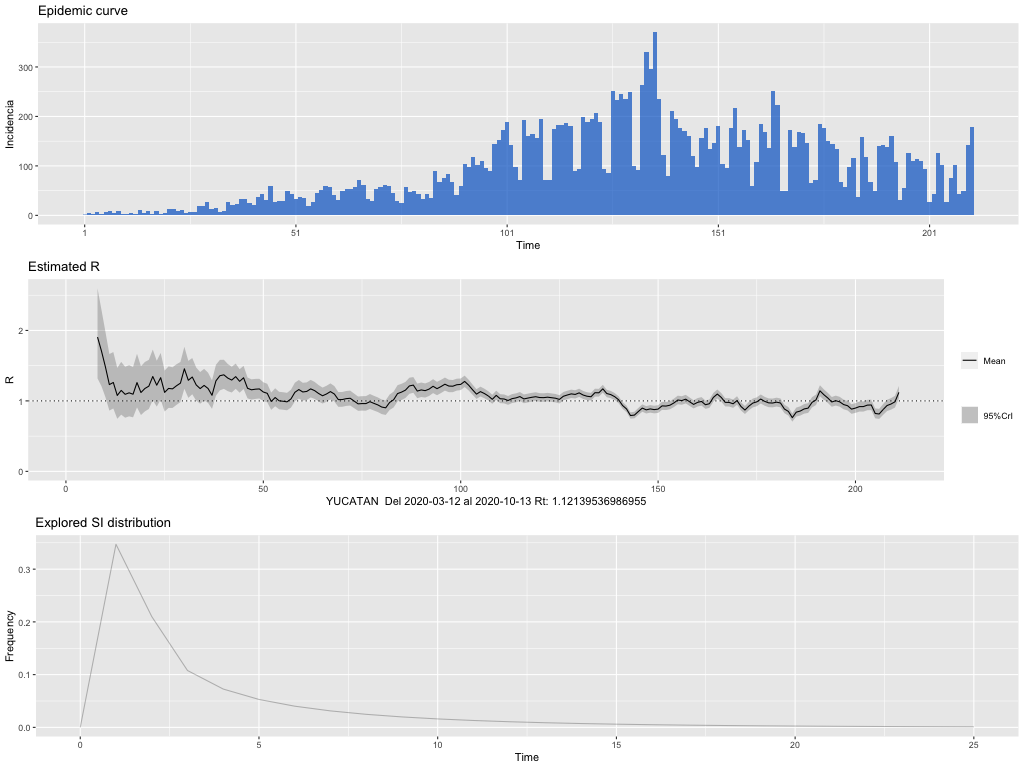 Epidemic curve
300
200
100
0
Incidencia
1 51 101 151 201
Time
Estimated R
2
1
0
R
0 50 100 150 200
YUCATAN Del 2020-03-12 al 2020-10-13 Rt: 1.12139536986955
Mean
95%CrI
Explored SI distribution
0.3
0.2
0.1
0.0
Frequency
0 5 10 15 20 25
Time